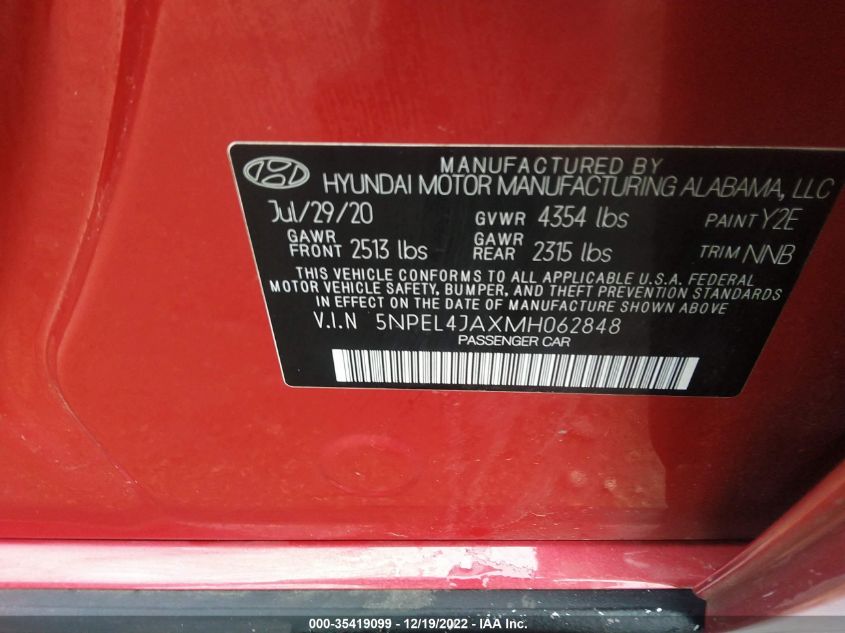 MANUFACTURED BY
HYUNDAI MOTOR MANUFACTURING ALABAMA, LLC
Jul/29/20 GVWR 4354 lbs PAINT Y2E
GAWR FRONT 2513 lbs GAWR REAR 2315 lbs TRIM NNB
THIS VEHICLE CONFORMS TO ALL APPLICABLE U.S.A. FEDERAL
MOTOR VEHICLE SAFETY, BUMPER, AND THEFT PREVENTION STANDARDS
IN EFFECT ON THE DATE OF MANUFACTURE SHOWN ABOVE
V.I.N 5NPEL4JAXMH062848
PASSENGER CAR
000-35419099 - 12/19/2022 - IAA Inc.